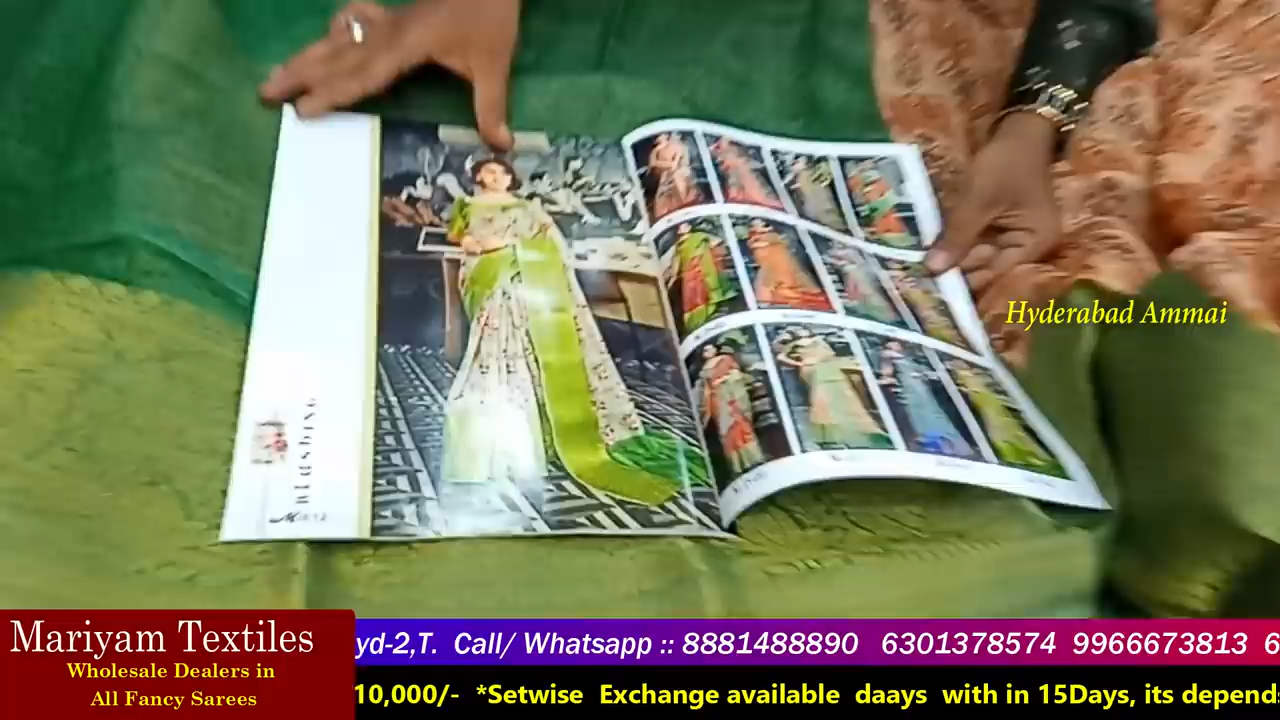 Hyderabad Ammai
Mariyam Textiles
Wholesale Dealers in
All Fancy Sarees
yd-2,T. Call/ Whatsapp :: 8881488890 6301378574 9966673813 6
10,000/- *Setwise Exchange available daays with in 15Days, its depend